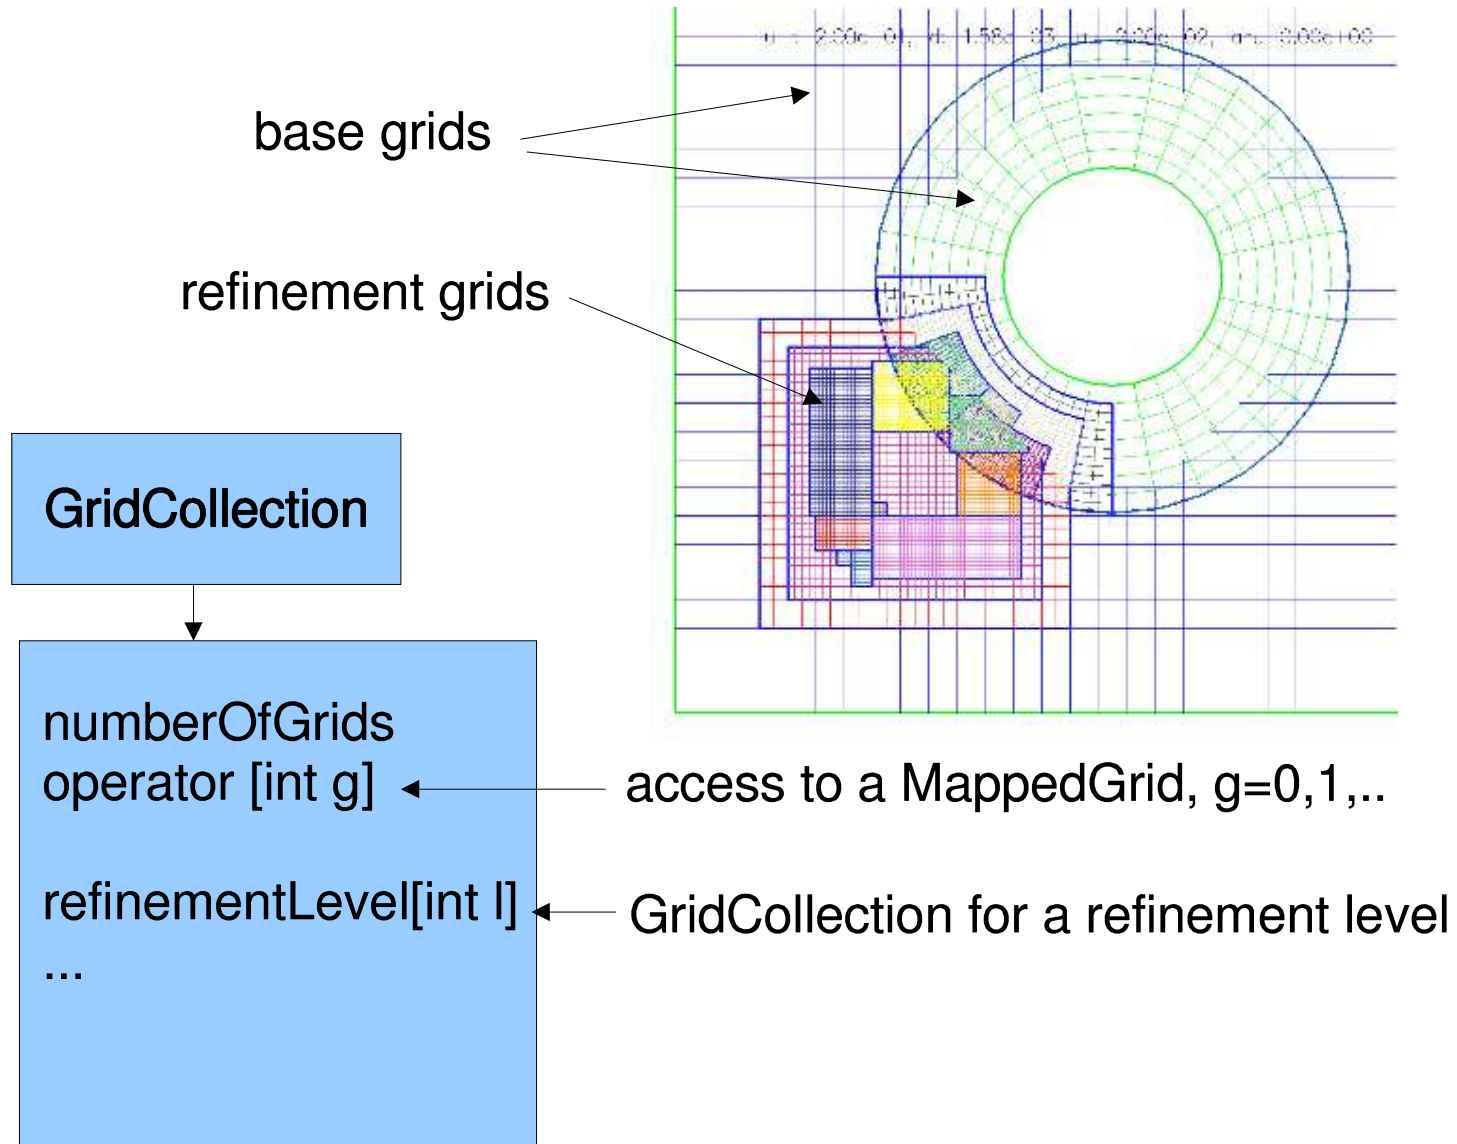 base grids
refinement grids
GridCollection
numberOfGrids
operator [int g]
access to a MappedGrid, g=0,1,..
refinementLevel[int l]
GridCollection for a refinement level
...